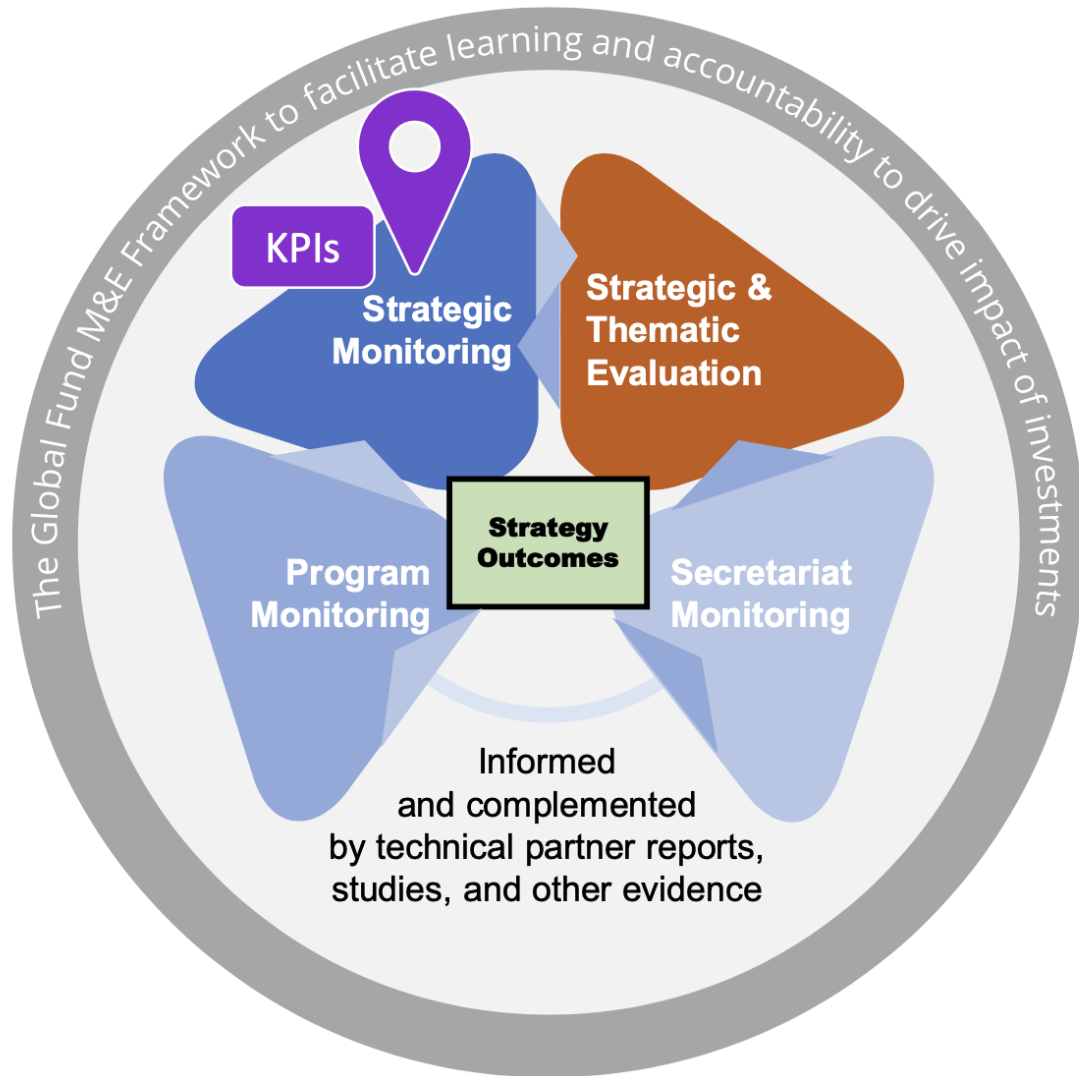 The Global Fund M&E Framework to facilitate learning and accountability to drive impact of investments
KPIs
Strategic
Monitoring
Strategic &
Thematic
Evaluation
Strategy
Outcomes
Program
Monitoring
Secretariat
Monitoring
Informed
and complemented
by technical partner reports,
studies, and other evidence